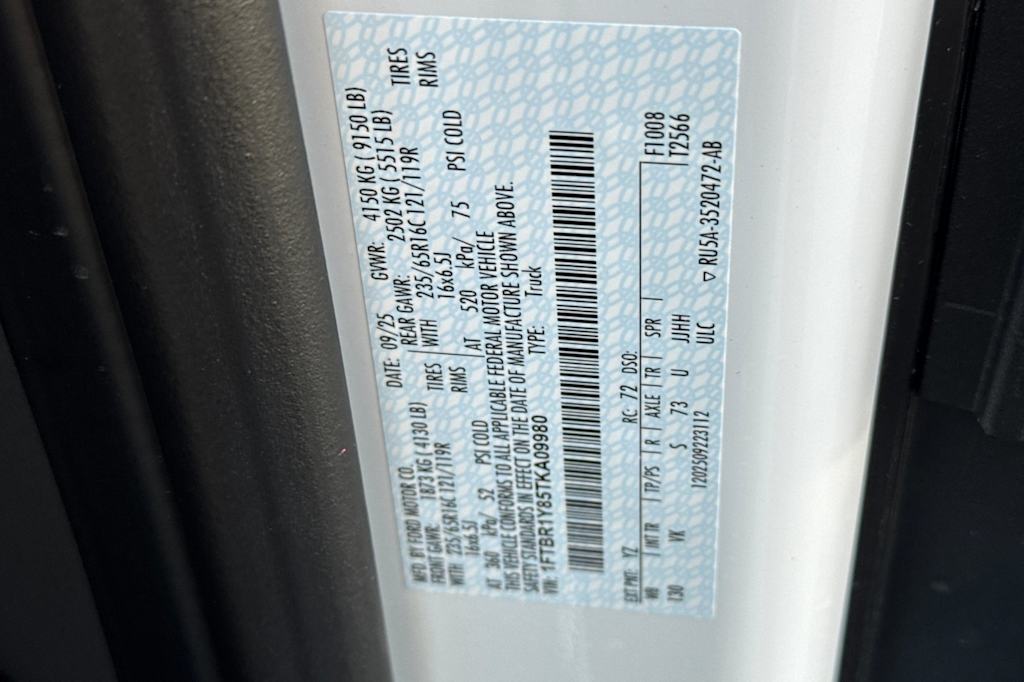 MFD. BY FORD MOTOR CO. DATE: 09/25 GVWR: 4150 KG ( 9150 LB)
FRONT GAWR: 1873 KG ( 4130 LB) REAR GAWR: 2502 KG ( 5515 LB)
WITH 235/65R16C 121/119R TIRES WITH 235/65R16C 121/119R TIRES
16x6.5J RIMS 16x6.5J RIMS
AT 360 kPa/ 52 PSI COLD AT 520 kPa/ 75 PSI COLD
THIS VEHICLE CONFORMS TO ALL APPLICABLE FEDERAL MOTOR VEHICLE
SAFETY STANDARDS IN EFFECT ON THE DATE OF MANUFACTURE SHOWN ABOVE.
VIN: 1FTBR1Y85TKA09980 TYPE: Truck
EXT PNT: YZ RC: 72 DSO: F1008
WB | INT TR | TP/PS | R | AXLE | TR | SPR | T2566
130 VK S 73 U JJHH
1202509223112 ULC ▽ RU5A-3520472-AB